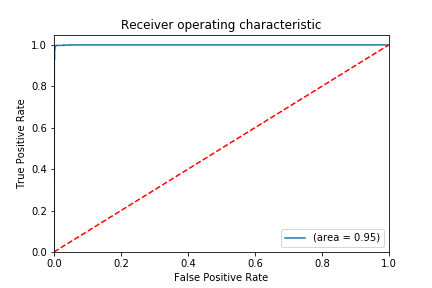 Receiver operating characteristic
1.0
0.8
0.6
0.4
0.2
0.0
True Positive Rate
(area = 0.95)
0.0 0.2 0.4 0.6 0.8 1.0
False Positive Rate